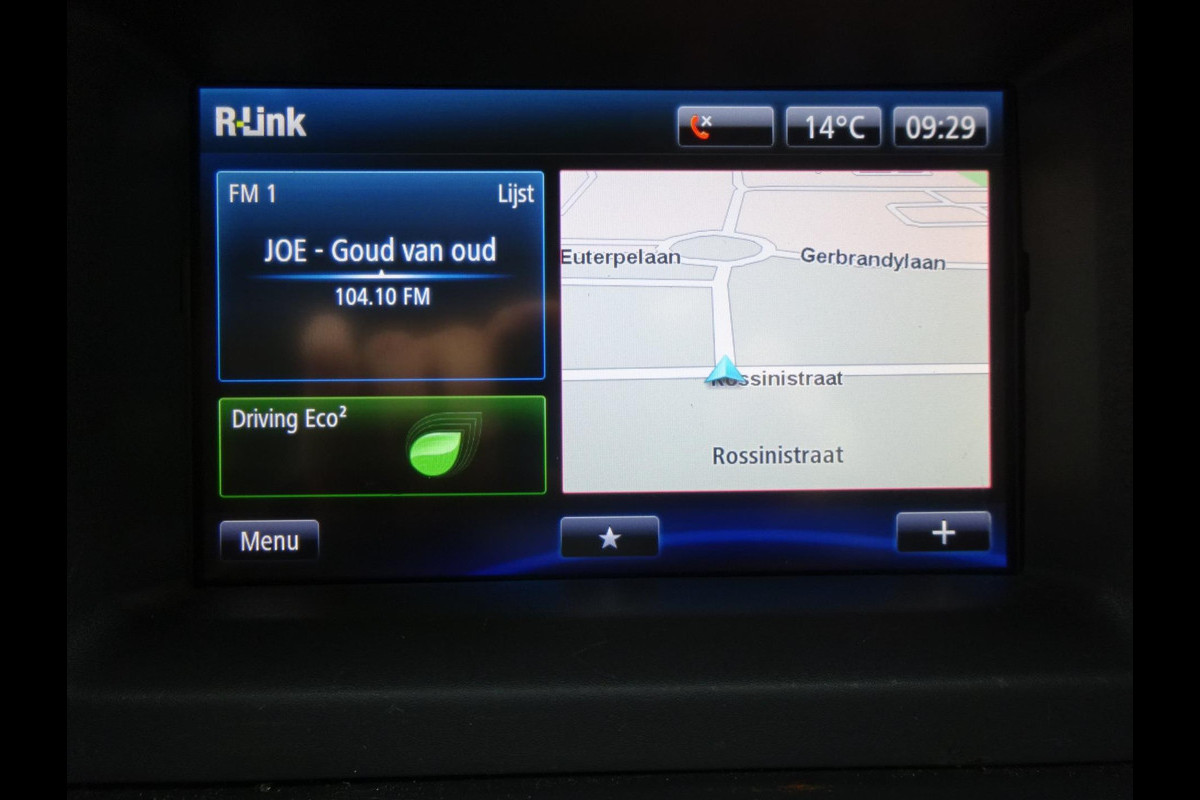 R-Link
14°C
09:29
FM 1
Lijst
JOE - Goud van oud
104.10 FM
Driving Eco²
Euterpelaan
Gerbrandylaan
Rossinistraat
Rossinistraat
Menu